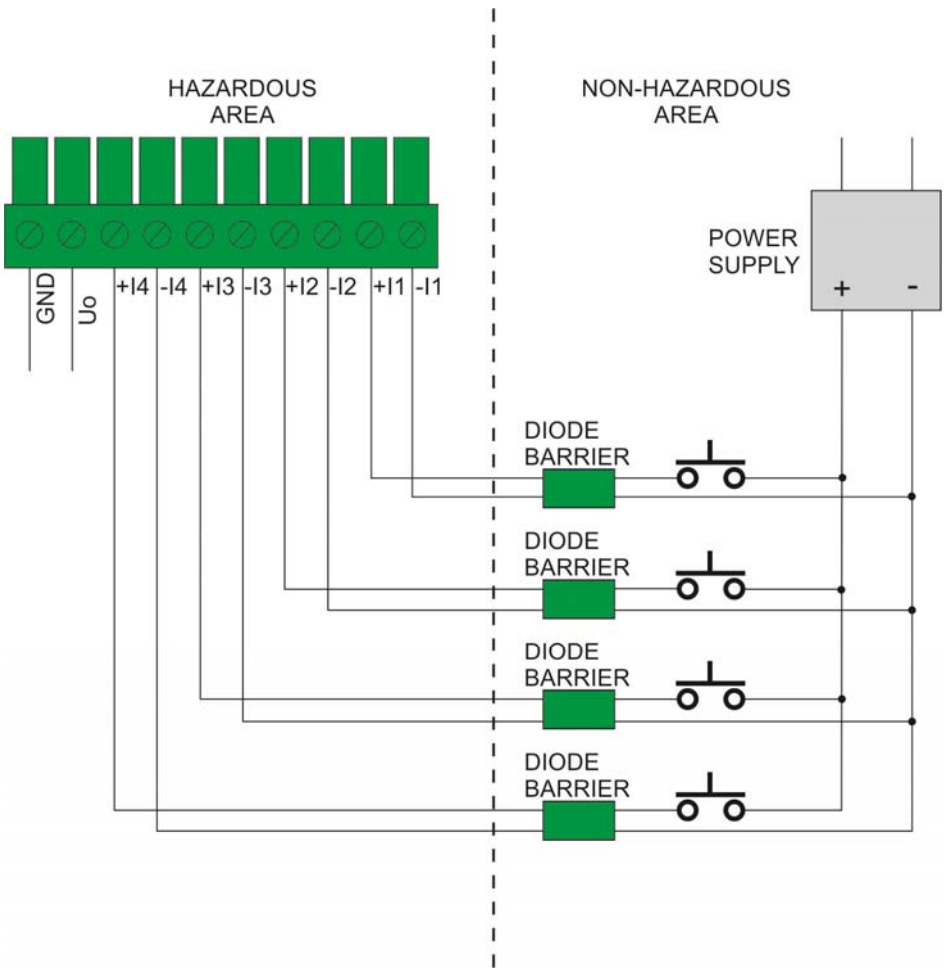 HAZARDOUS
AREA
NON-HAZARDOUS
AREA
POWER
SUPPLY
+ -
GND
Uo
+I4 -I4 +I3 -I3 +I2 -I2 +I1 -I1
DIODE
BARRIER
DIODE
BARRIER
DIODE
BARRIER
DIODE
BARRIER